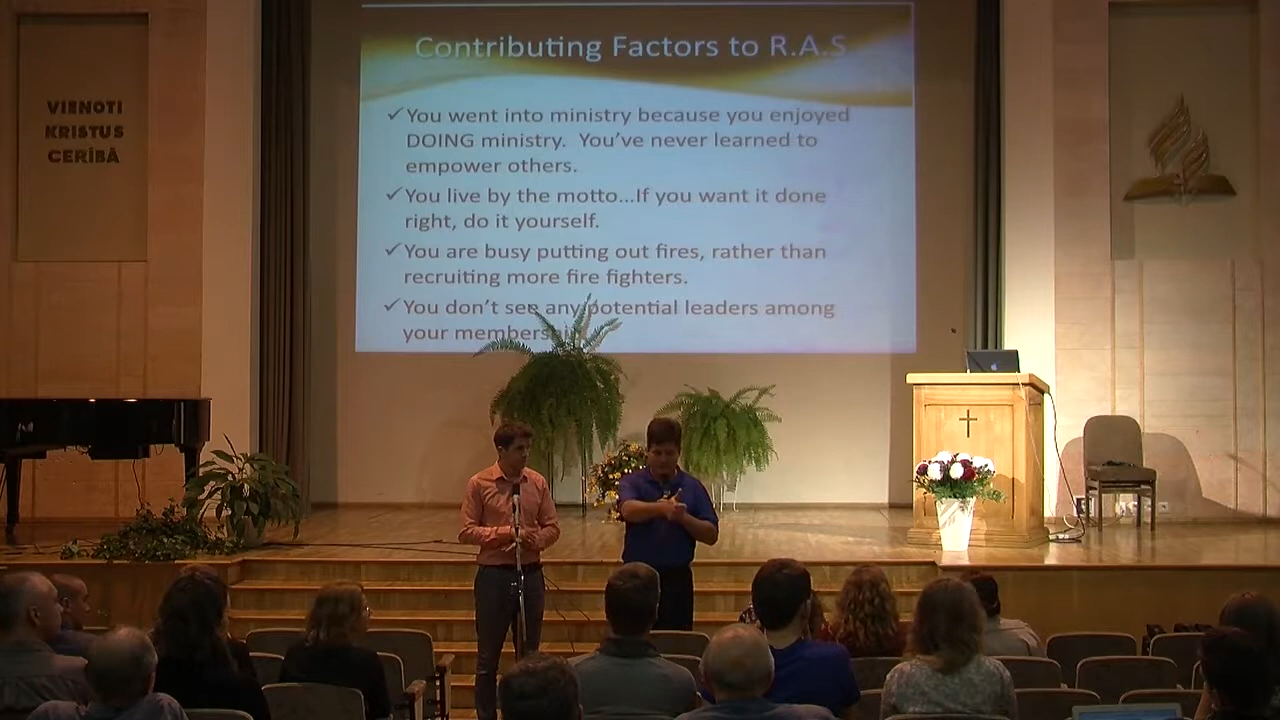 VIENOTI
KRISTUS
CERĪBĀ
Contributing Factors to R.A.S.
✓You went into ministry because you enjoyed
DOING ministry. You've never learned to
empower others.
✓You live by the motto...If you want it done
right, do it yourself.
✓You are busy putting out fires, rather than
recruiting more fire fighters.
✓You don't see any potential leaders among
your